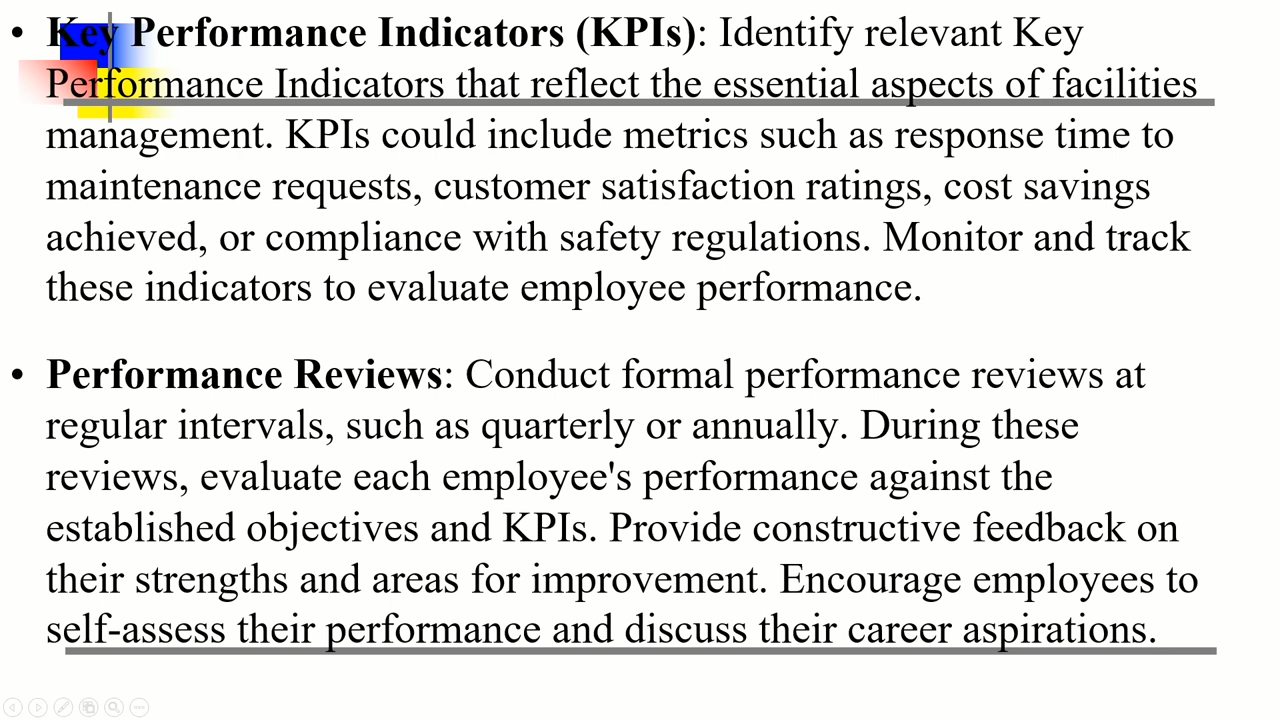 • Key Performance Indicators (KPIs): Identify relevant Key
Performance Indicators that reflect the essential aspects of facilities
management. KPIs could include metrics such as response time to
maintenance requests, customer satisfaction ratings, cost savings
achieved, or compliance with safety regulations. Monitor and track
these indicators to evaluate employee performance.
• Performance Reviews: Conduct formal performance reviews at
regular intervals, such as quarterly or annually. During these
reviews, evaluate each employee's performance against the
established objectives and KPIs. Provide constructive feedback on
their strengths and areas for improvement. Encourage employees to
self-assess their performance and discuss their career aspirations.